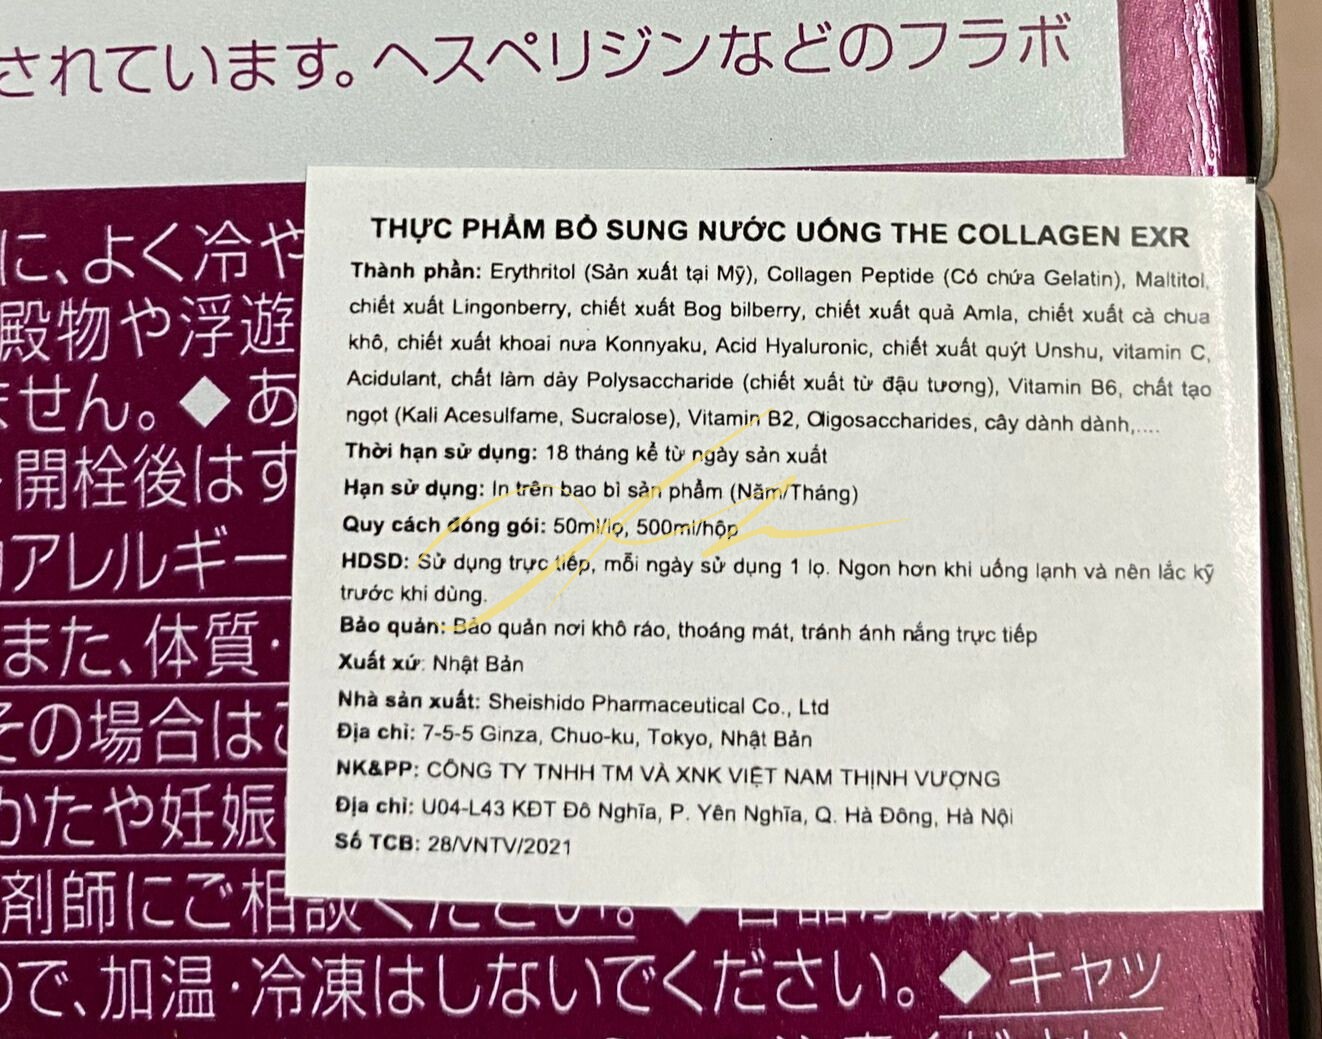 されています。ヘスペリジンなどのフラボ
に、よく冷や
殿物や浮遊
ません。◆あ
開栓後はす
アレルギー
また、体質・
その場合は
かたや妊娠
剤師にご相談ください。◆
で、加温・冷凍はしないでください。◆キャッ
THỰC PHẨM BỔ SUNG NƯỚC UỐNG THE COLLAGEN EXR
Thành phần: Erythritol (Sản xuất tại Mỹ), Collagen Peptide (Có chứa Gelatin), Maltitol,
chiết xuất Lingonberry, chiết xuất Bog bilberry, chiết xuất quả Amla, chiết xuất cà chua
khô, chiết xuất khoai nưa Konnyaku, Acid Hyaluronic, chiết xuất quýt Unshu, vitamin C,
Acidulant, chất làm dày Polysaccharide (chiết xuất từ đậu tương), Vitamin B6, chất tạo
ngọt (Kali Acesulfame, Sucralose), Vitamin B2, Oligosaccharides, cây dành dành,....
Thời hạn sử dụng: 18 tháng kể từ ngày sản xuất
Hạn sử dụng: In trên bao bì sản phẩm (Năm/Tháng)
Quy cách đóng gói: 50ml/lọ, 500ml/hộp
HDSD: Sử dụng trực tiếp, mỗi ngày sử dụng 1 lọ. Ngon hơn khi uống lạnh và nên lắc kỹ
trước khi dùng.
Bảo quản: Bảo quản nơi khô ráo, thoáng mát, tránh ánh nắng trực tiếp
Xuất xứ: Nhật Bản
Nhà sản xuất: Sheishido Pharmaceutical Co., Ltd
Địa chỉ: 7-5-5 Ginza, Chuo-ku, Tokyo, Nhật Bản
NK&PP: CÔNG TY TNHH TM VÀ XNK VIỆT NAM THỊNH VƯỢNG
Địa chỉ: U04-L43 KĐT Đô Nghĩa, P. Yên Nghĩa, Q. Hà Đông, Hà Nội
Số TCB: 28/VNTV/2021